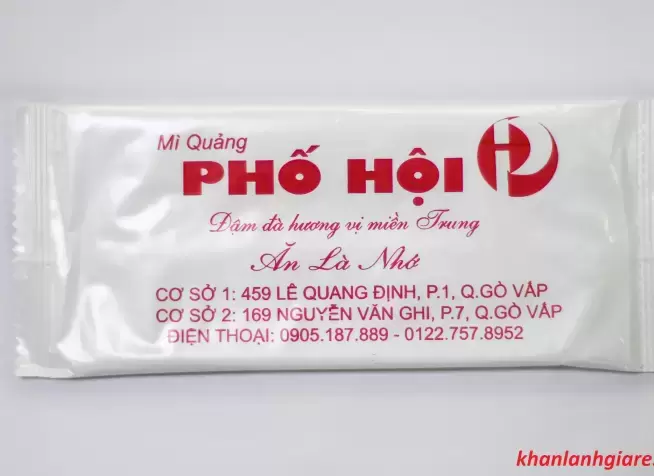 Mì Quảng
PHỐ HỘI
Đậm đà hương vị miền Trung
Ăn Là Nhớ
CƠ SỞ 1: 459 LÊ QUANG ĐỊNH, P.1, Q.GÒ VẤP
CƠ SỞ 2: 169 NGUYỄN VĂN GHI, P.7, Q.GÒ VẤP
ĐIỆN THOẠI: 0905.187.889 - 0122.757.8952
khanlanhgiare.